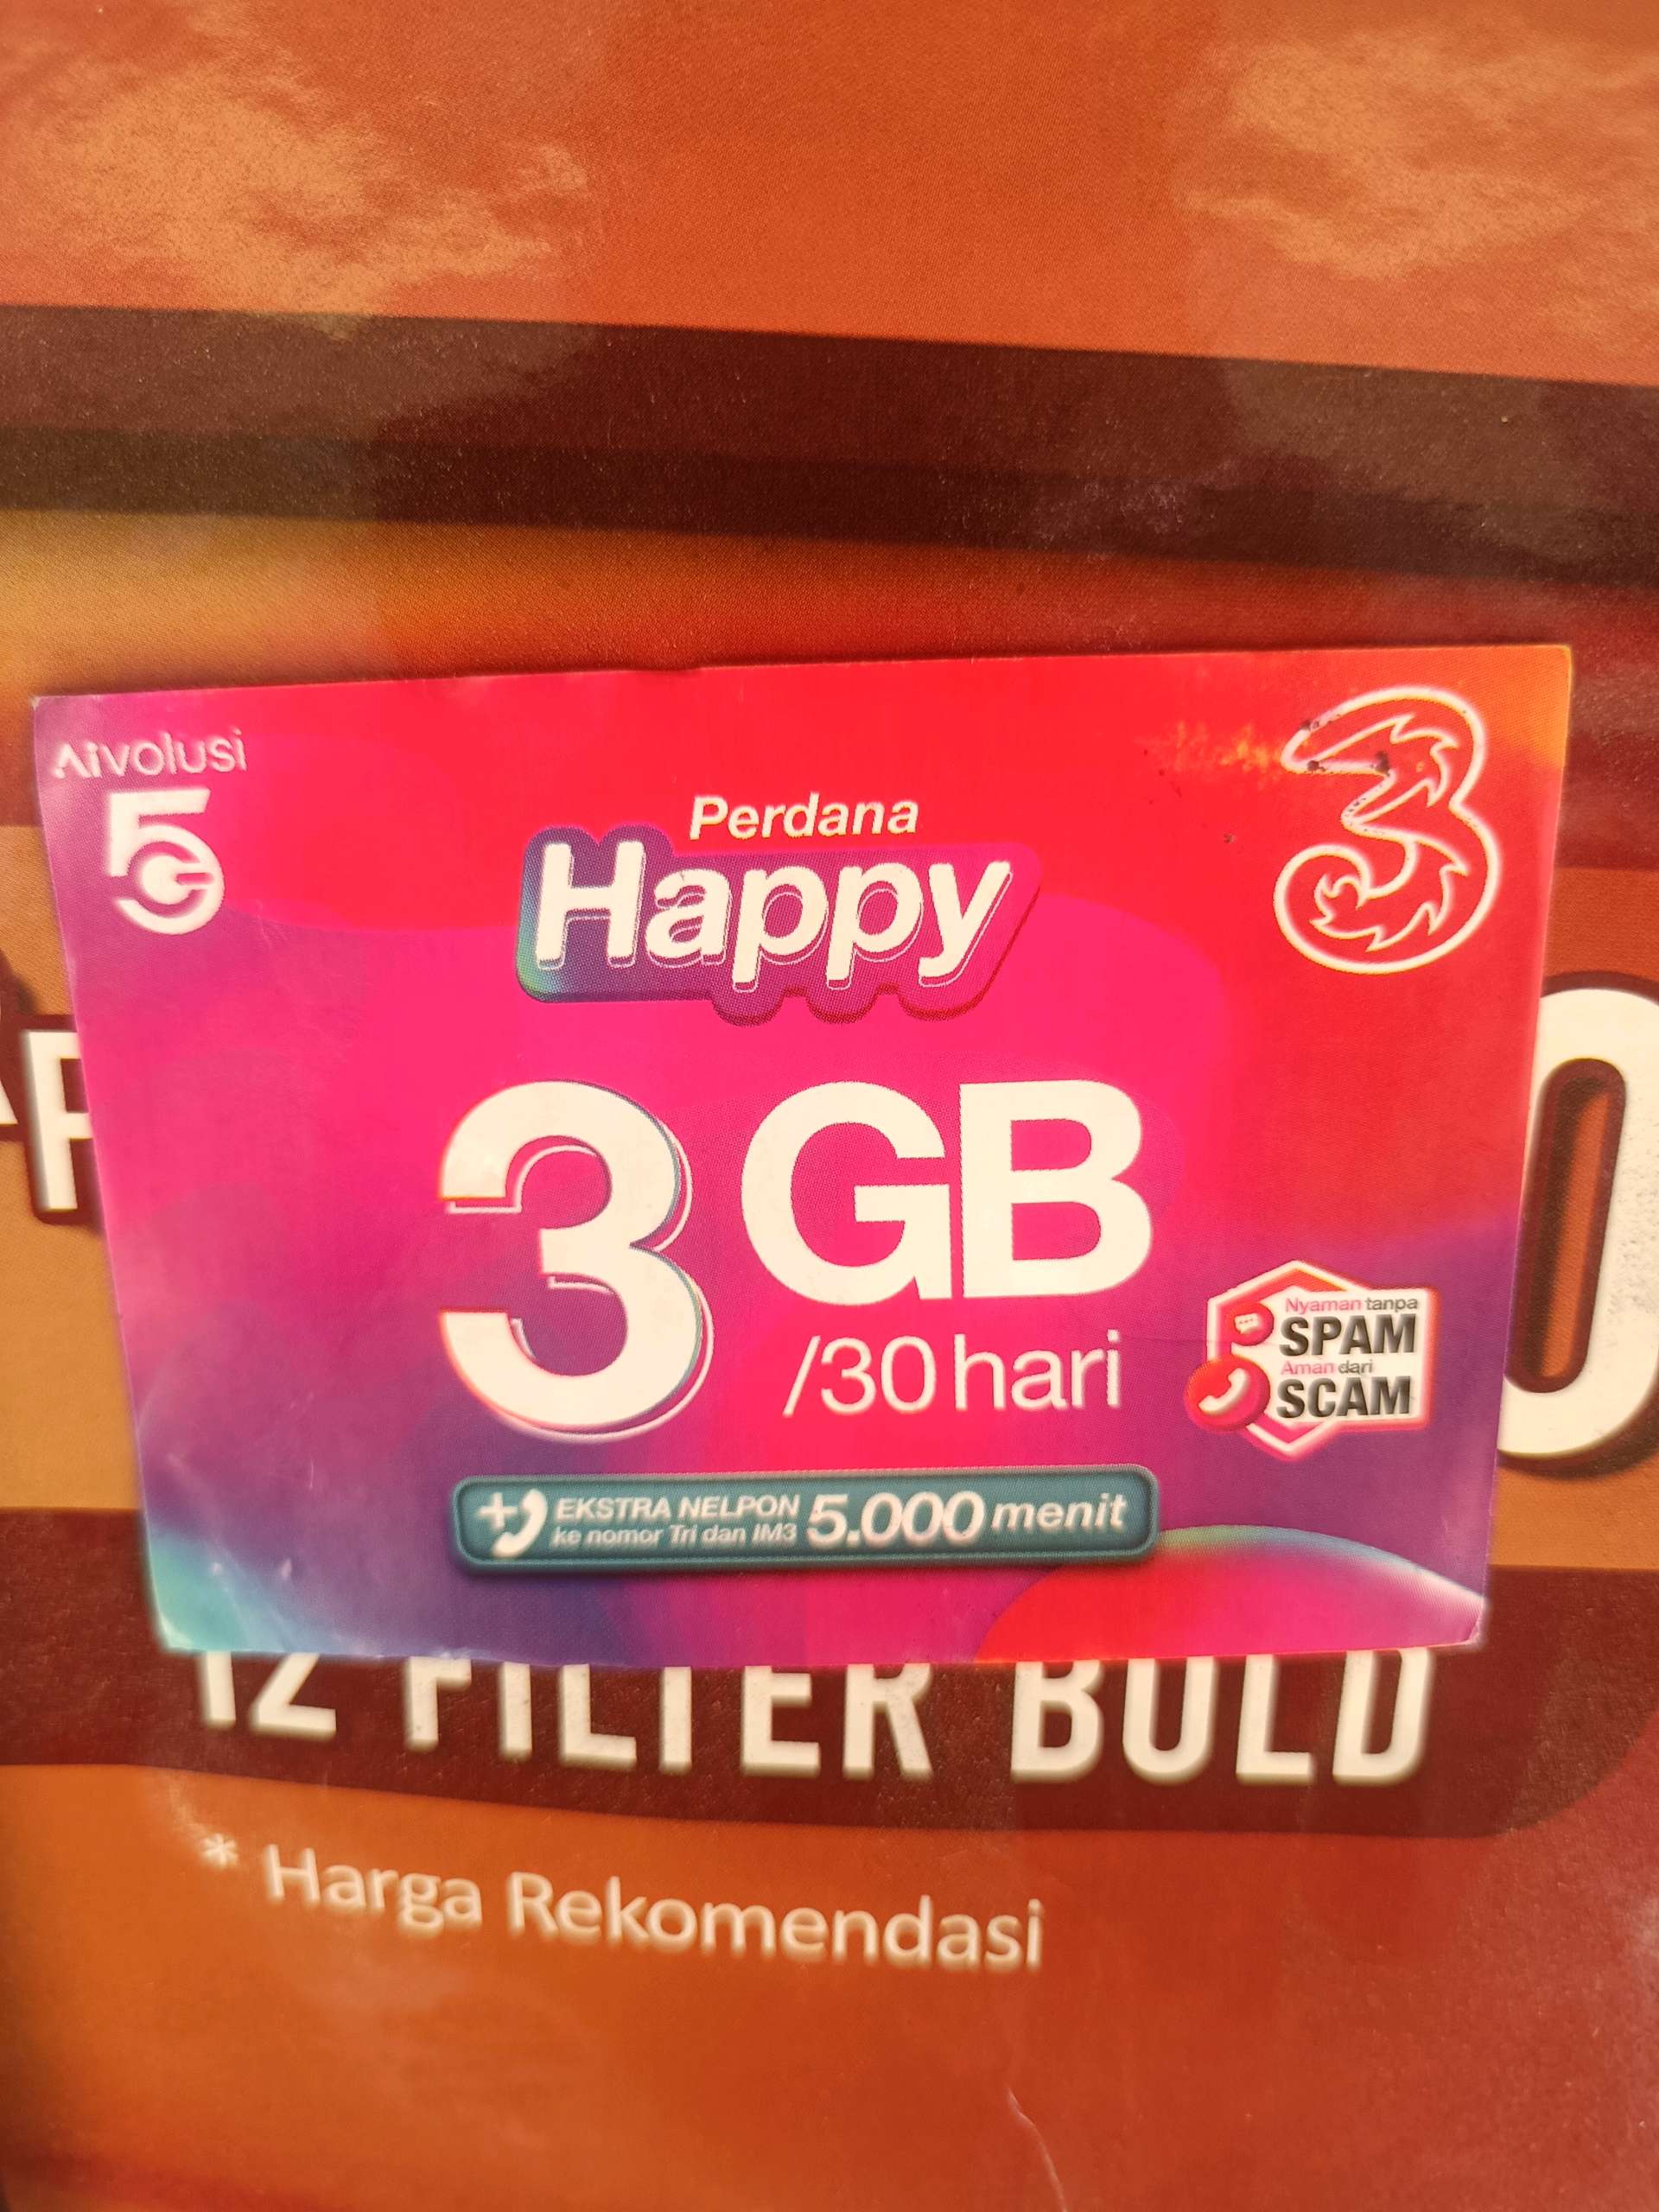 Aivolusi
5G
3
Perdana
Happy
3 GB
/30 hari
Nyaman tanpa
SPAM
Aman dari
SCAM
EKSTRA NELPON
ke nomor Tri dan IM3
5.000 menit
12 FILTER BOLD
* Harga Rekomendasi